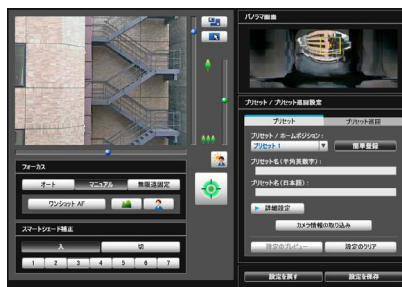 パノラマ画面
プリセット / プリセット巡回設定
プリセット
プリセット巡回
プリセット / ホームポジション:
プリセット 1
簡単登録
プリセット名(半角英数字):
プリセット名(日本語):
詳細設定
カメラ情報の取り込み
設定のプレビュー
設定のクリア
設定を戻す
設定を保存
フォーカス
オート
マニュアル
無限遠固定
ワンショット AF
スマートシェード補正
入
切
1 2 3 4 5 6 7